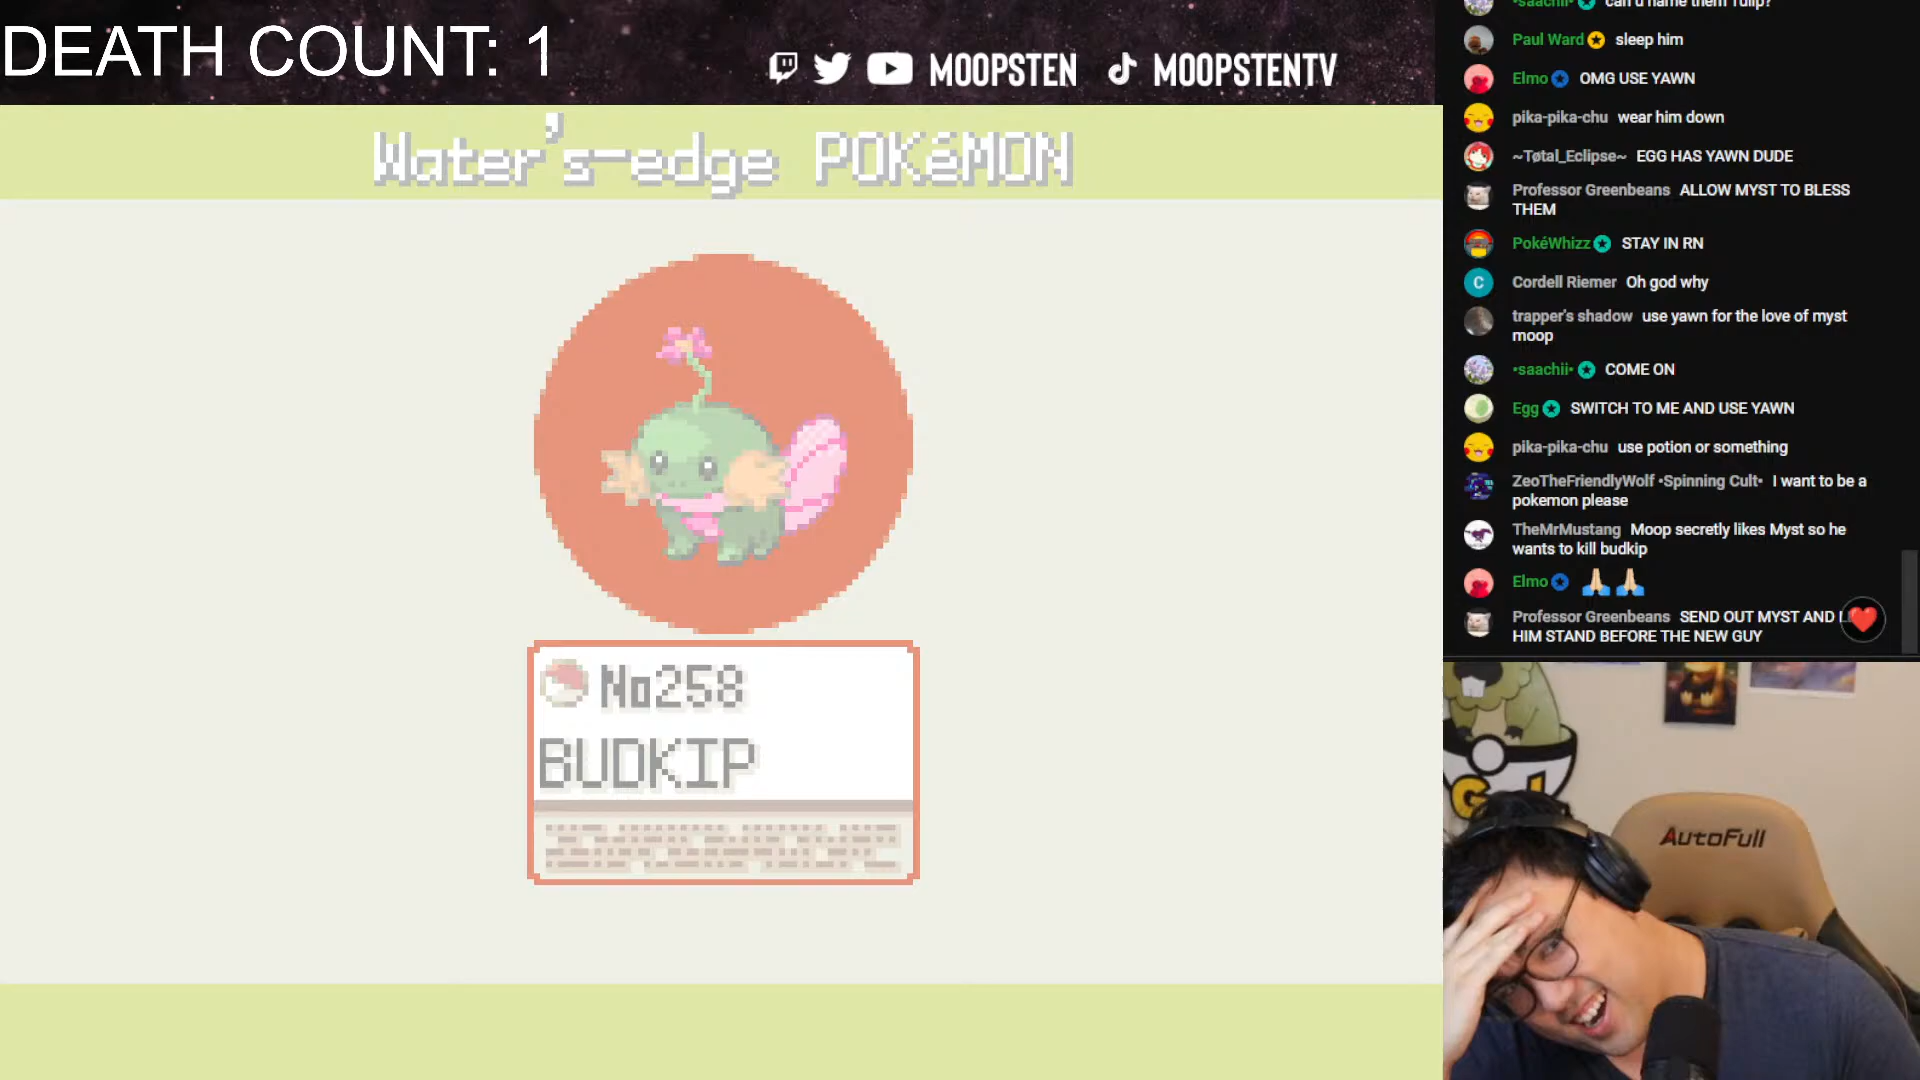 DEATH COUNT: 1
MOOPSTEN
MOOPSTENTV
Water's-edge POKéMON
No258
BUDKIP
•saachii• can u name them Tulip?
Paul Ward sleep him
Elmo OMG USE YAWN
pika-pika-chu wear him down
~Tøtal_Eclipse~ EGG HAS YAWN DUDE
Professor Greenbeans ALLOW MYST TO BLESS
THEM
PokéWhizz STAY IN RN
C
Cordell Riemer Oh god why
trapper's shadow use yawn for the love of myst
moop
•saachii• COME ON
Egg SWITCH TO ME AND USE YAWN
pika-pika-chu use potion or something
ZeoTheFriendlyWolf •Spinning Cult• I want to be a
pokemon please
TheMrMustang Moop secretly likes Myst so he
wants to kill budkip
Elmo 🙏🏼🙏🏼
Professor Greenbeans SEND OUT MYST AND
HIM STAND BEFORE THE NEW GUY
AUTOFULL